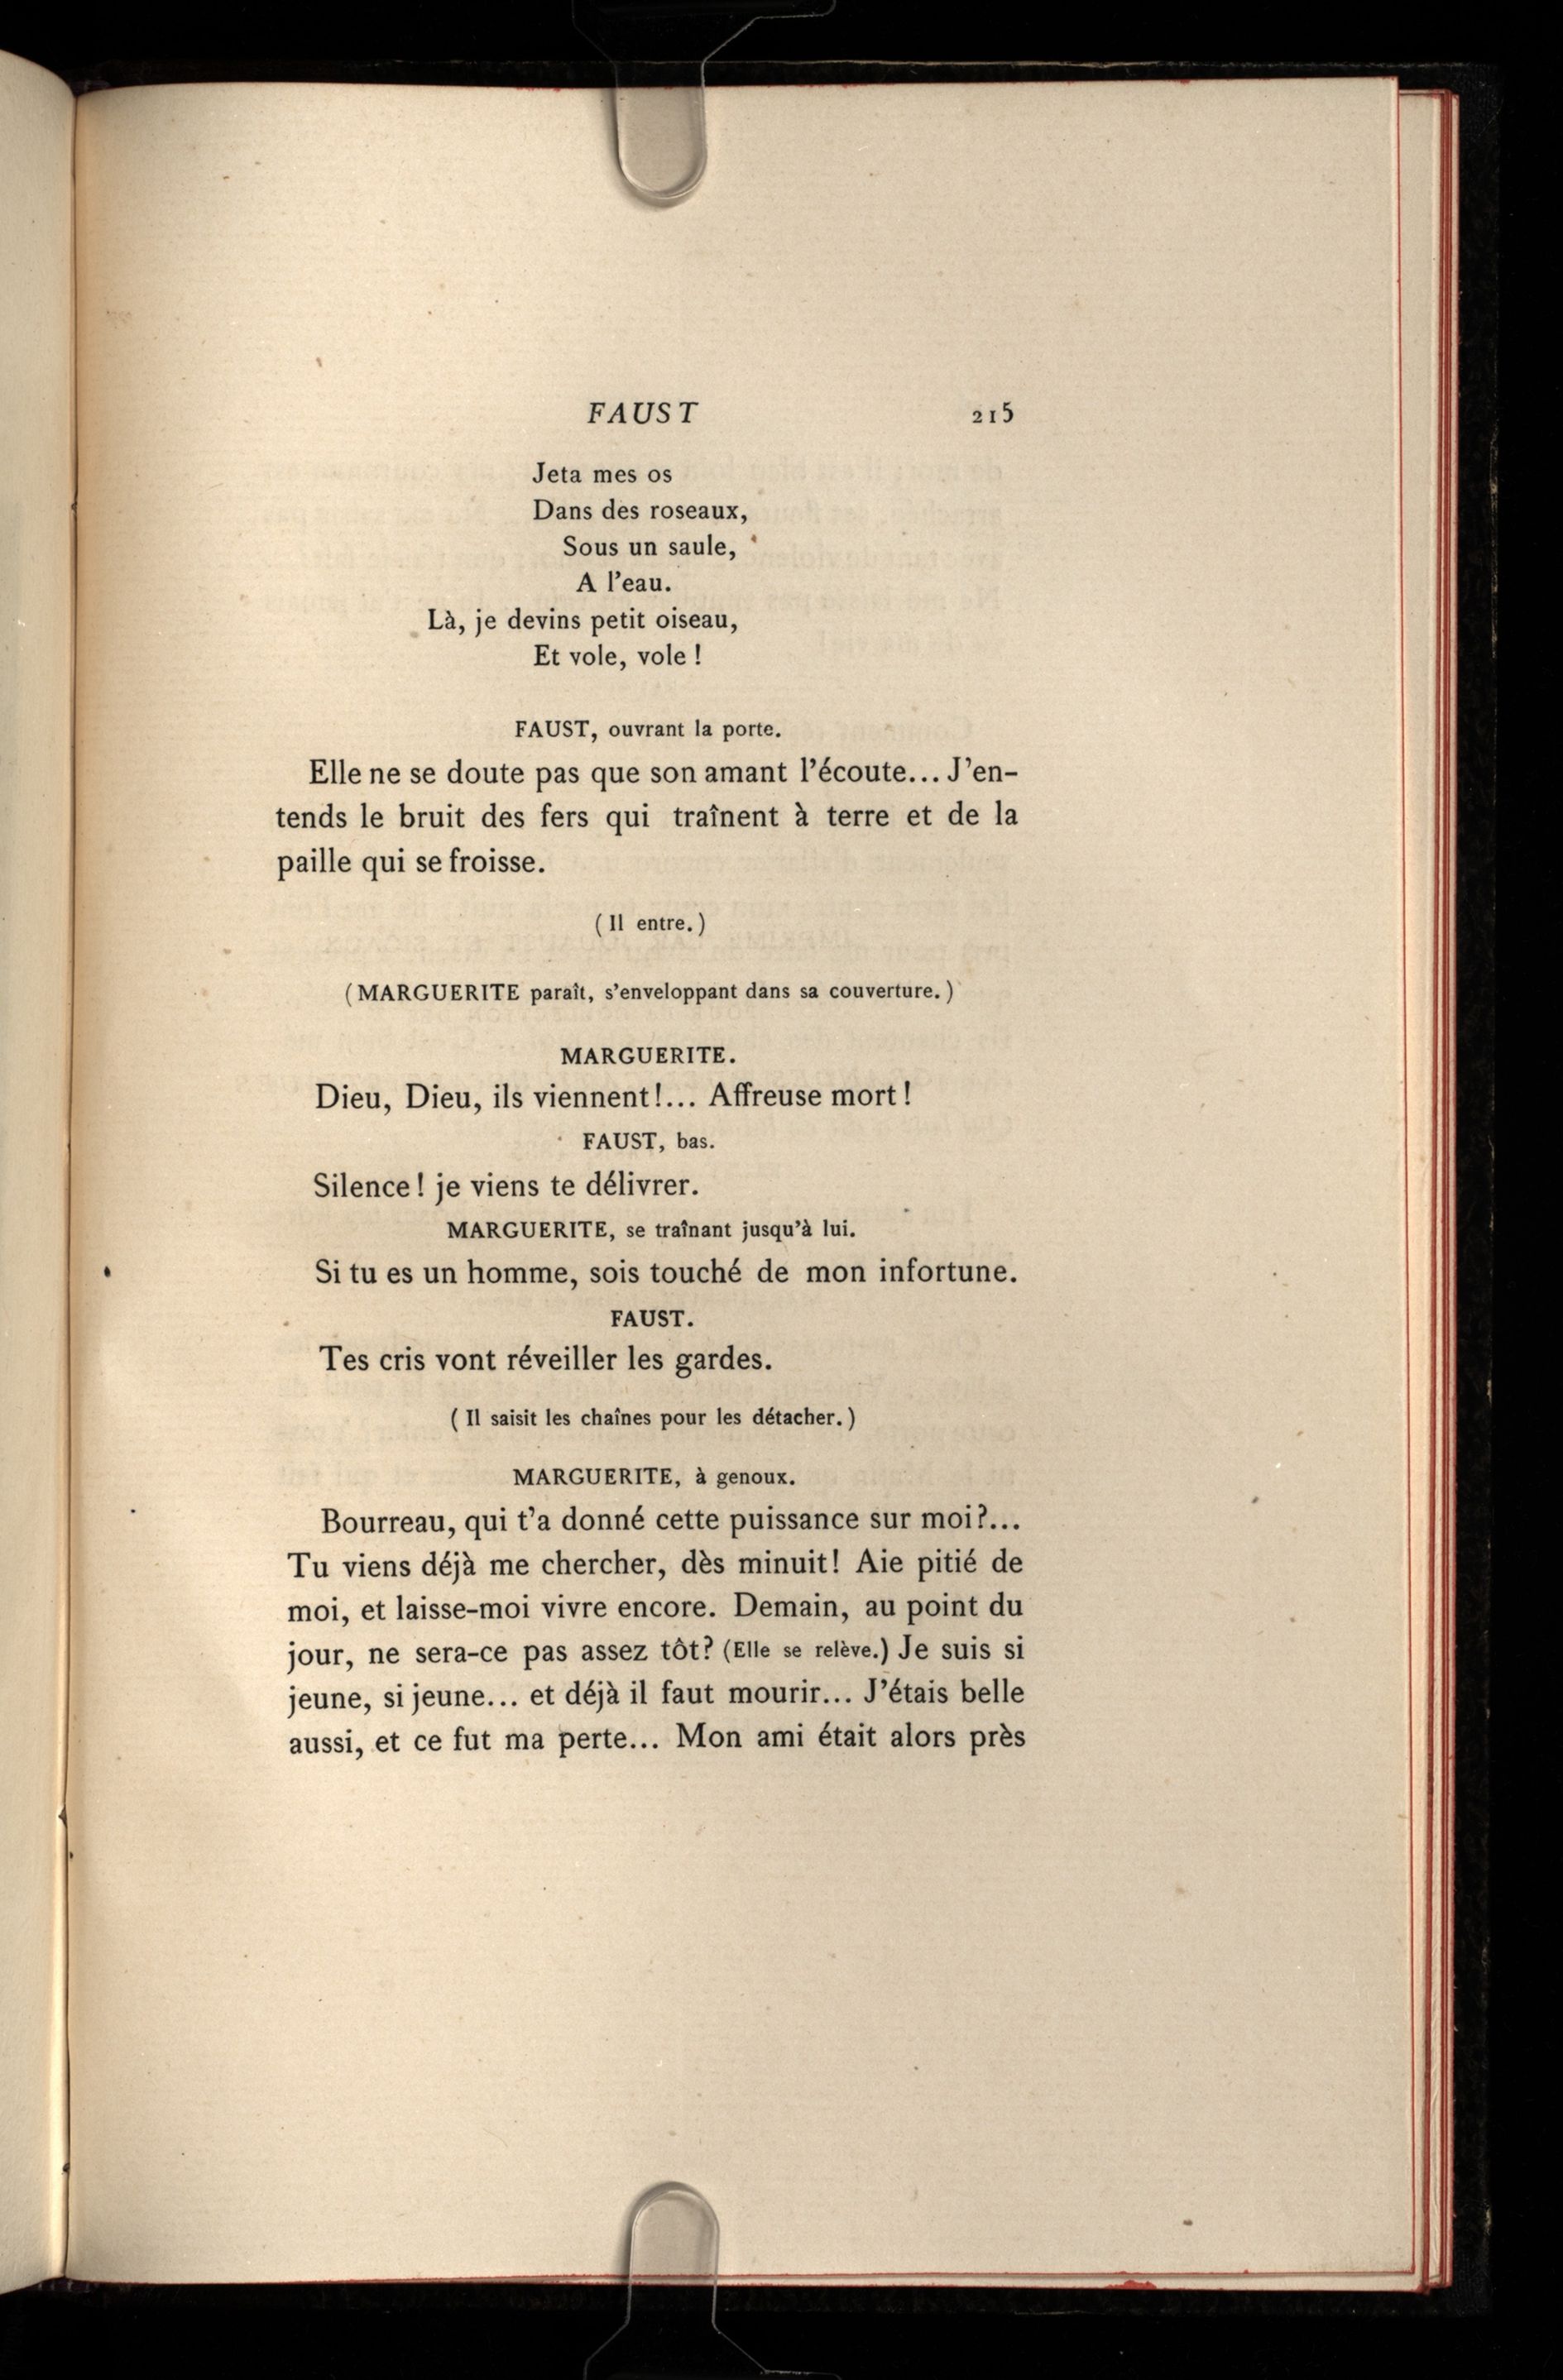 FAUST 215
Jeta mes os
Dans des roseaux,
Sous un saule,
A l'eau.
Là, je devins petit oiseau,
Et vole, vole !
FAUST, ouvrant la porte.
Elle ne se doute pas que son amant l'écoute... J'en-
tends le bruit des fers qui traînent à terre et de la
paille qui se froisse.
(Il entre.)
(MARGUERITE paraît, s'enveloppant dans sa couverture.)
MARGUERITE.
Dieu, Dieu, ils viennent!... Affreuse mort!
FAUST, bas.
Silence! je viens te délivrer.
MARGUERITE, se traînant jusqu'à lui.
Si tu es un homme, sois touché de mon infortune.
FAUST.
Tes cris vont réveiller les gardes.
(Il saisit les chaînes pour les détacher.)
MARGUERITE, à genoux.
Bourreau, qui t'a donné cette puissance sur moi?...
Tu viens déjà me chercher, dès minuit! Aie pitié de
moi, et laisse-moi vivre encore. Demain, au point du
jour, ne sera-ce pas assez tôt? (Elle se relève.) Je suis si
jeune, si jeune... et déjà il faut mourir... J'étais belle
aussi, et ce fut ma perte... Mon ami était alors près